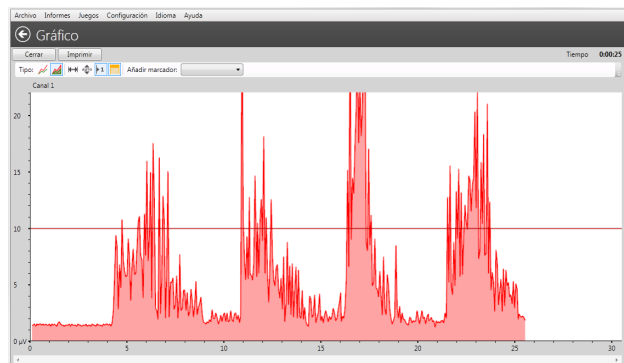 Archivo Informes Juegos Configuración Idioma Ayuda
Gráfico
Cerrar Imprimir Tiempo 0:00:25
Tipo: 1 Añadir marcador:
Canal 1
20
15
10
5
0 µV
0 5 10 15 20 25 30